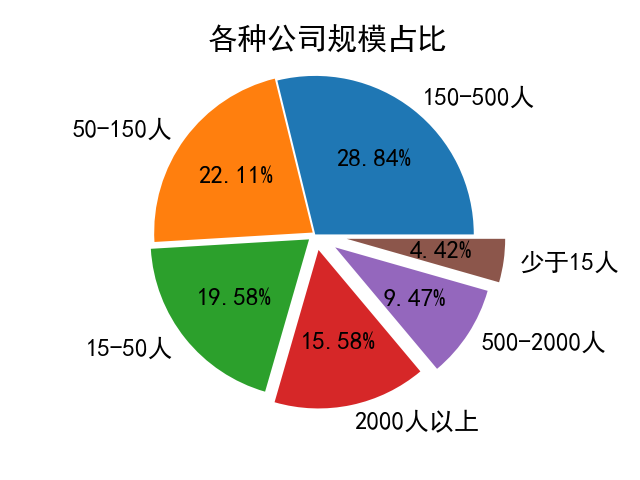 各种公司规模占比
150-500人
50-150人
28.84%
22.11%
4.42%
少于15人
19.58%
9.47%
15.58%
500-2000人
15-50人
2000人以上